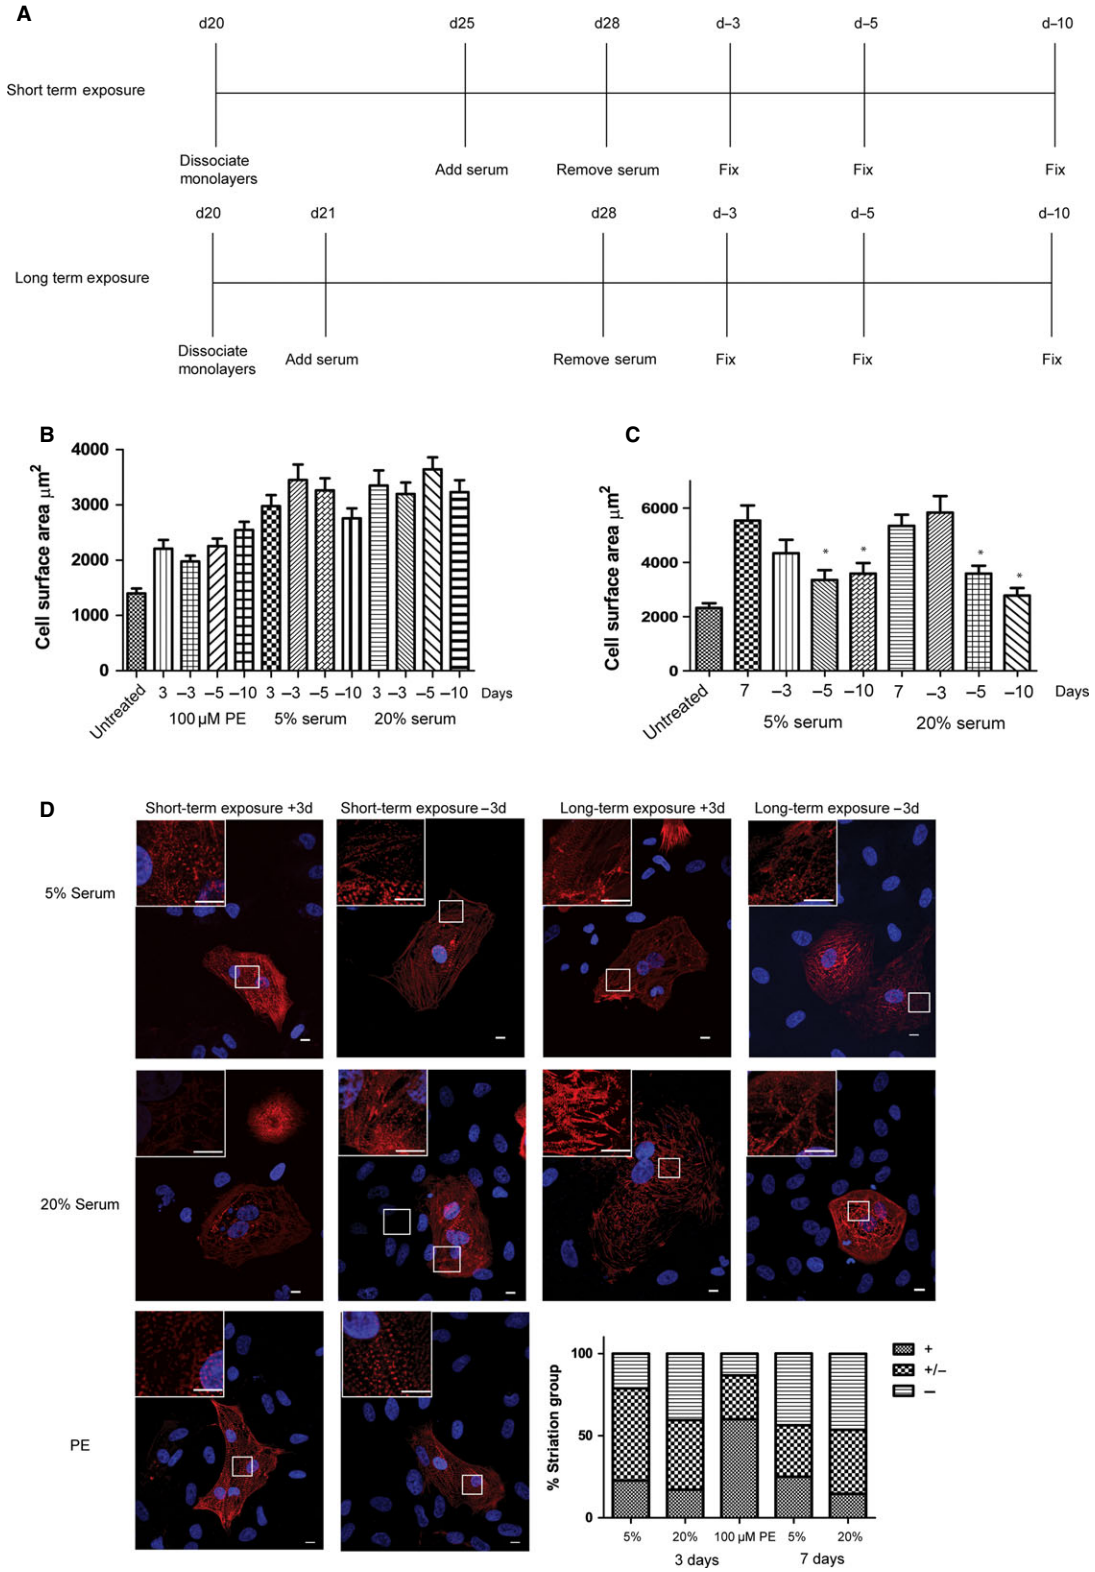 A
d20 d25 d28 d–3 d–5 d–10
Short term exposure
Dissociate
monolayers
Add serum Remove serum Fix Fix Fix
d20 d21 d28 d–3 d–5 d–10
Long term exposure
Dissociate
monolayers
Add serum Remove serum Fix Fix Fix
B
Cell surface area µm²
4000
3000
2000
1000
0
Untreated 3 –3 –5 –10 3 –3 –5 –10 3 –3 –5 –10 Days
100 µM PE 5% serum 20% serum
C
Cell surface area µm²
6000
4000
2000
0
* * * *
Untreated 7 –3 –5 –10 7 –3 –5 –10 Days
5% serum 20% serum
D
Short-term exposure +3d Short-term exposure –3d Long-term exposure +3d Long-term exposure –3d
5% Serum
20% Serum
PE
% Striation group
100
50
0
5% 20% 100 µM PE 5% 20%
3 days 7 days
+
+/–
–